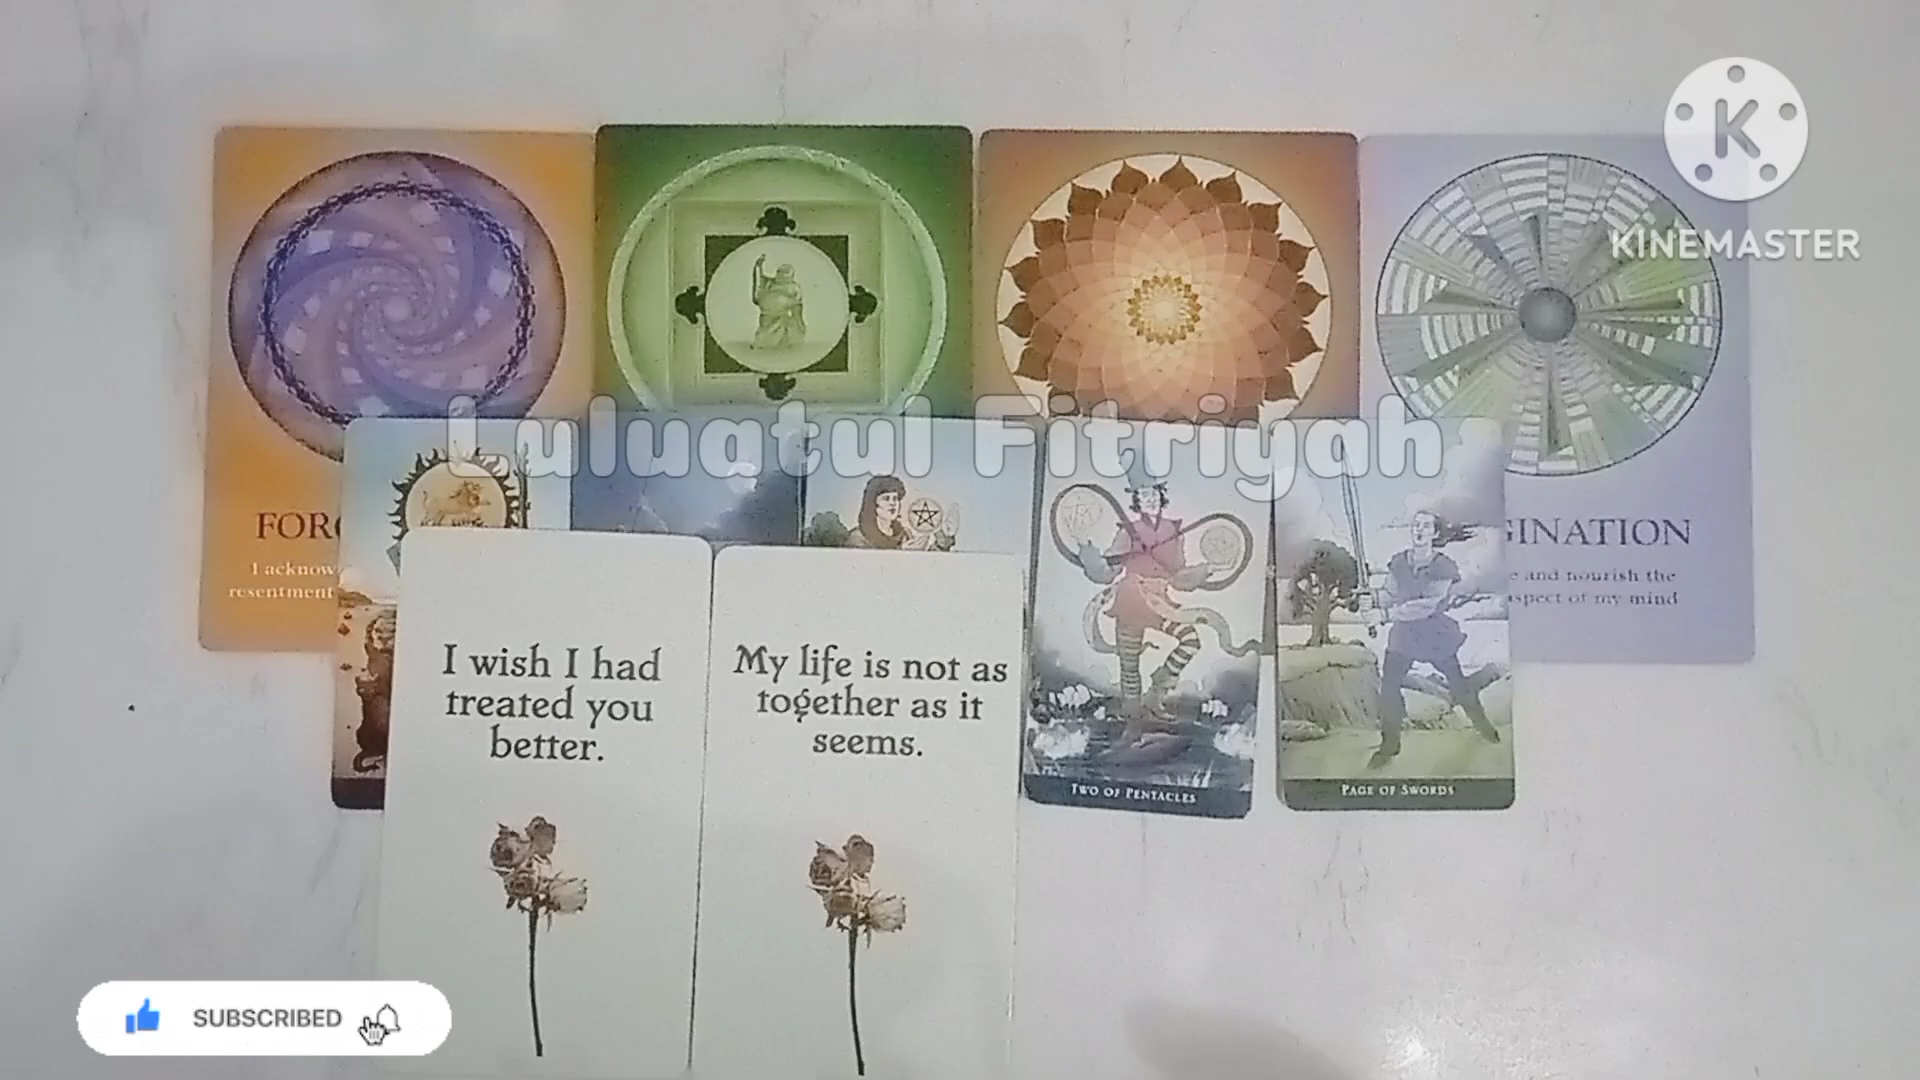 KINEMASTER
Luluatul Fitriyah
I acknow
resentment
GINATION
e and nourish the
aspect of my mind
I wish I had
treated you
better.
My life is not as
together as it
seems.
TWO OF PENTACLES
PAGE OF SWORDS
SUBSCRIBED